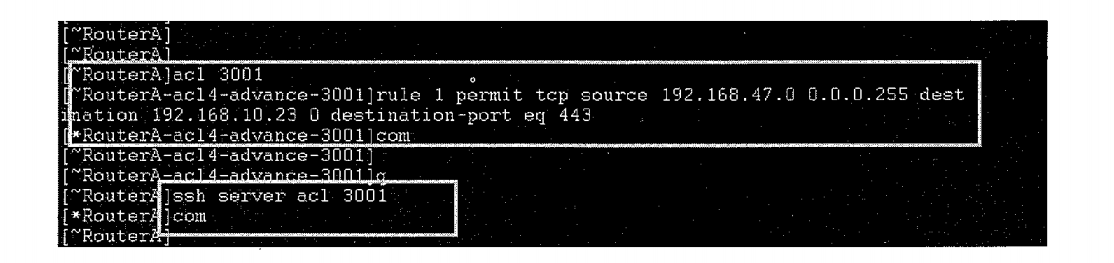 [~RouterA]
[~RouterA]
[~RouterA]acl 3001
[~RouterA-acl4-advance-3001]rule 1 permit tcp source 192.168.47.0 0.0.0.255 dest
ination 192.168.10.23 0 destination-port eq 443
[*RouterA-acl4-advance-3001]com
[~RouterA-acl4-advance-3001]
[~RouterA-acl4-advance-3001]q
[~RouterA]ssh server acl 3001
[*RouterA]com
[~RouterA]